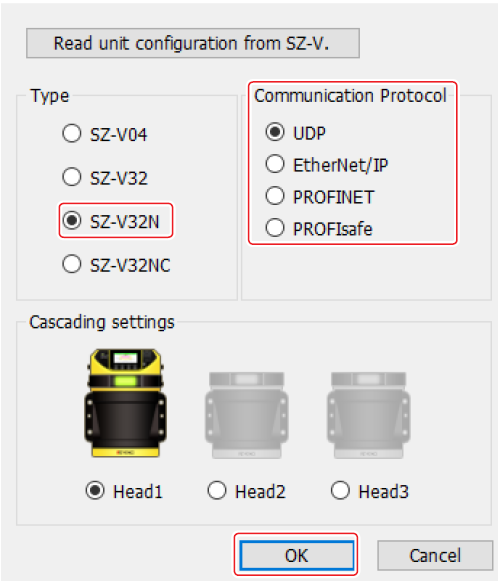 Read unit configuration from SZ-V.
Type
SZ-V04
SZ-V32
SZ-V32N
SZ-V32NC
Communication Protocol
UDP
EtherNet/IP
PROFINET
PROFIsafe
Cascading settings
Head1
Head2
Head3
OK
Cancel